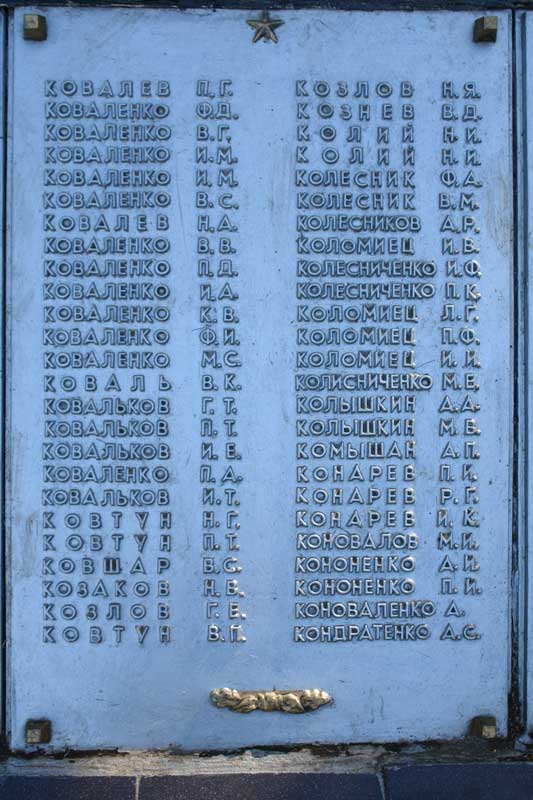 КОВАЛЕВ П.Г.
КОВАЛЕНКО Ф.Д.
КОВАЛЕНКО В.Г.
КОВАЛЕНКО И.М.
КОВАЛЕНКО И.М.
КОВАЛЕНКО В.С.
КОВАЛЕВ Н.А.
КОВАЛЕНКО В.В.
КОВАЛЕНКО П.Д.
КОВАЛЕНКО И.А.
КОВАЛЕНКО К.В.
КОВАЛЕНКО Ф.И.
КОВАЛЕНКО М.С.
КОВАЛЬ В.К.
КОВАЛЬКОВ Г.Т.
КОВАЛЬКОВ П.Т.
КОВАЛЬКОВ И.Е.
КОВАЛЕНКО П.А.
КОВАЛЬКОВ И.Т.
КОВТУН Н.Г.
КОВТУН П.Т.
КОВШАР В.С.
КОЗАКОВ Н.Е.
КОЗЛОВ Г.Е.
КОВТУН В.П.
КОЗЛОВ Н.Я.
КОЗНЕВ В.Д.
КОЛИЙ Н.И.
КОЛИЙ Н.И.
КОЛЕСНИК Ф.А.
КОЛЕСНИК В.М.
КОЛЕСНИКОВ А.Р.
КОЛОМИЕЦ И.В.
КОЛЕСНИЧЕНКО И.Ф.
КОЛЕСНИЧЕНКО П.К.
КОЛОМИЕЦ Л.Г.
КОЛОМИЕЦ П.Ф.
КОЛОМИЕЦ И.И.
КОЛИСНИЧЕНКО М.Е.
КОЛЫШКИН А.А.
КОЛЫШКИН М.Е.
КОМЫШАН А.П.
КОНАРЕВ П.И.
КОНАРЕВ Р.Г.
КОНАРЕВ И.К.
КОНОВАЛОВ М.И.
КОНОНЕНКО А.И.
КОНОНЕНКО П.И.
КОНОВАЛЕНКО А.
КОНДРАТЕНКО А.С.